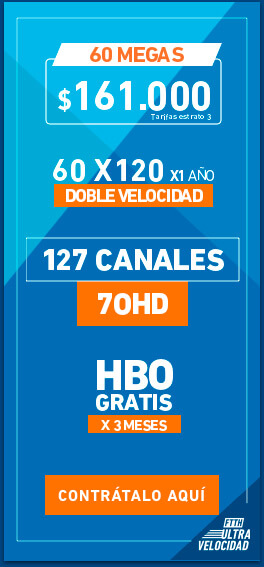 60 MEGAS
$161.000
Tarifas estrato 3
60 X 120 X1 AÑO
DOBLE VELOCIDAD
127 CANALES
70HD
HBO
GRATIS
X 3 MESES
CONTRÁTALO AQUÍ
FTTH
ULTRA
VELOCIDAD